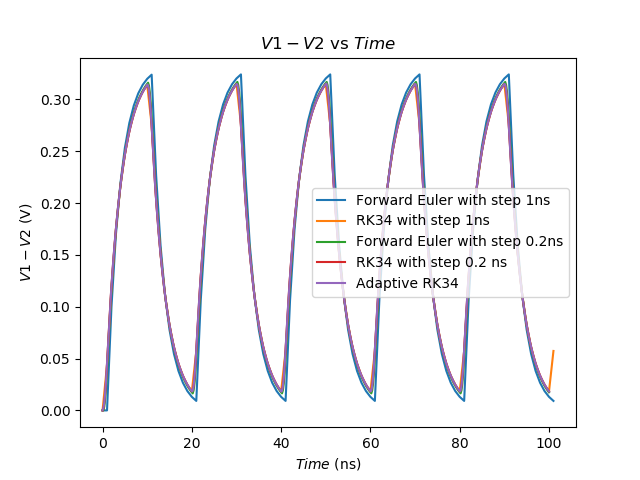 V1 − V2 vs Time
0.30
0.25
0.20
0.15
0.10
0.05
0.00
V1 − V2 (V)
Forward Euler with step 1ns
RK34 with step 1ns
Forward Euler with step 0.2ns
RK34 with step 0.2 ns
Adaptive RK34
0 20 40 60 80 100
Time (ns)